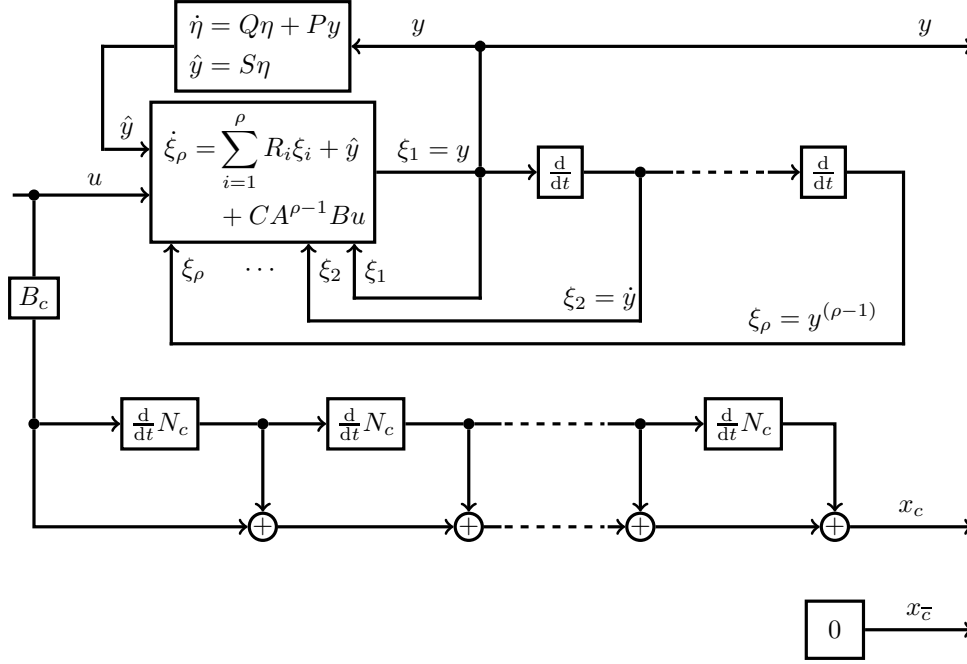 η̇ = Qη + Py
ŷ = Sη
y
y
ŷ
ξ̇_ρ = ∑_{i=1}^{ρ} R_i ξ_i + ŷ
+ CA^{ρ−1}Bu
ξ_1 = y
d/dt
d/dt
u
ξ_ρ
⋯
ξ_2
ξ_1
B_c
ξ_2 = ẏ
ξ_ρ = y^{(ρ−1)}
d/dt N_c
d/dt N_c
d/dt N_c
+
+
+
+
x_c
0
x_{c̅}